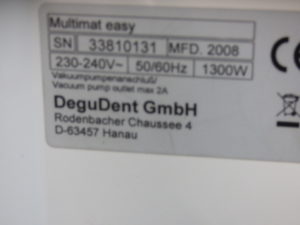 Multimat easy
SN 33810131 MFD. 2008
230-240V~ 50/60Hz 1300W
Vakuumpumpenanschluß/
Vacuum pump outlet max 2A
DeguDent GmbH
Rodenbacher Chaussee 4
D-63457 Hanau